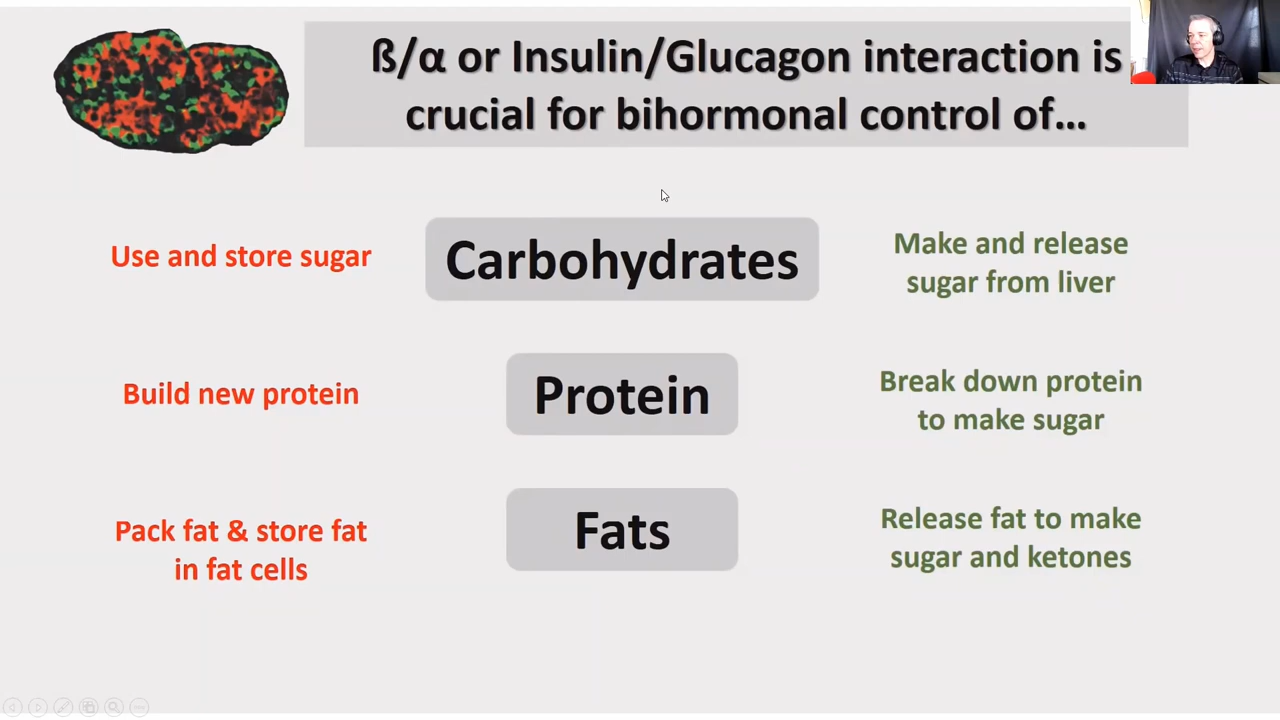 ß/α or Insulin/Glucagon interaction is
crucial for bihormonal control of...
Use and store sugar
Carbohydrates
Make and release
sugar from liver
Build new protein
Protein
Break down protein
to make sugar
Pack fat & store fat
in fat cells
Fats
Release fat to make
sugar and ketones